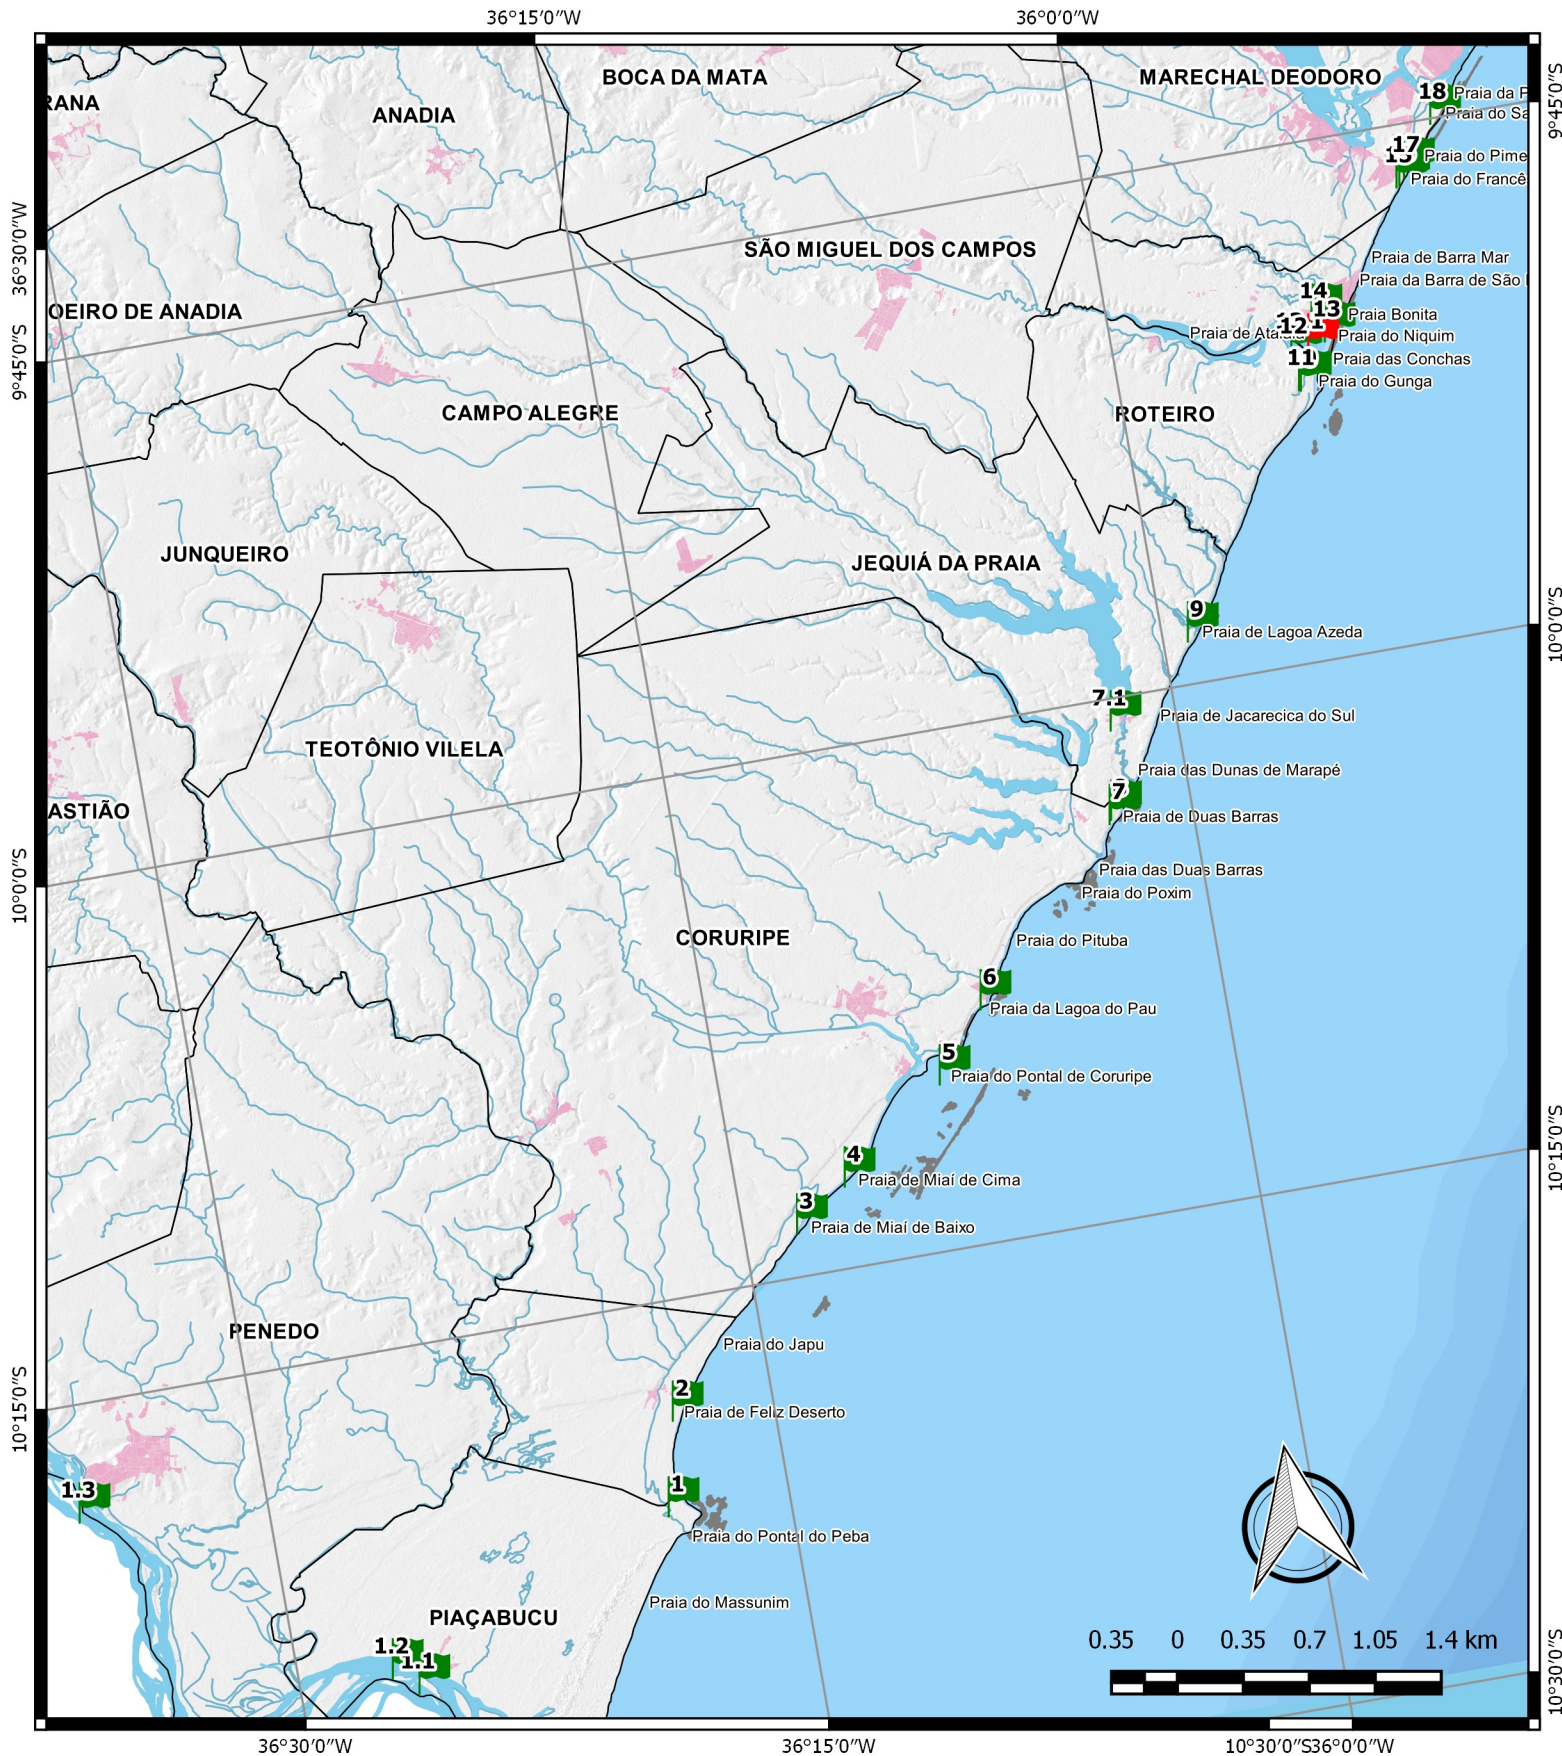 36°15'0"W
36°0'0"W
BOCA DA MATA
MARECHAL DEODORO
RANA
ANADIA
18
Praia da P
Praia do Sa
9°45'0"S
17
Praia do Pime
Praia do Francê
36°30'0"W
SÃO MIGUEL DOS CAMPOS
Praia de Barra Mar
Praia da Barra de São
14
13
Praia Bonita
OEIRO DE ANADIA
12
Praia de
Praia do Niquim
9°45'0"S
11
Praia das Conchas
Praia do Gunga
CAMPO ALEGRE
ROTEIRO
JUNQUEIRO
JEQUIÁ DA PRAIA
9
Praia de Lagoa Azeda
10°0'0"S
7.1
Praia de Jacarecica do Sul
TEOTÔNIO VILELA
Praia das Dunas de Marapé
7
Praia de Duas Barras
ASTIÃO
10°0'0"S
Praia das Duas Barras
Praia do Poxim
CORURIPE
Praia do Pituba
6
Praia da Lagoa do Pau
5
Praia do Pontal de Coruripe
4
Praia de Miaí de Cima
10°15'0"S
3
Praia de Miaí de Baixo
PENEDO
Praia do Japu
10°15'0"S
2
Praia de Feliz Deserto
1.3
1
Praia do Pontal do Peba
Praia do Massunim
PIAÇABUCU
1.2
1.1
0.35 0 0.35 0.7 1.05 1.4 km
10°30'0"S
36°30'0"W
36°15'0"W
10°30'0"S
36°0'0"W